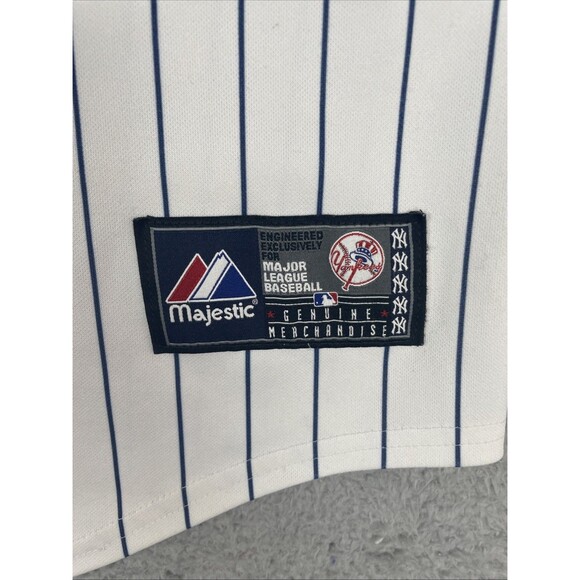 Majestic®
ENGINEERED
EXCLUSIVELY
FOR
MAJOR
LEAGUE
BASEBALL
GENUINE
MERCHANDISE
Yankees
NY
NY
NY
NY
NY